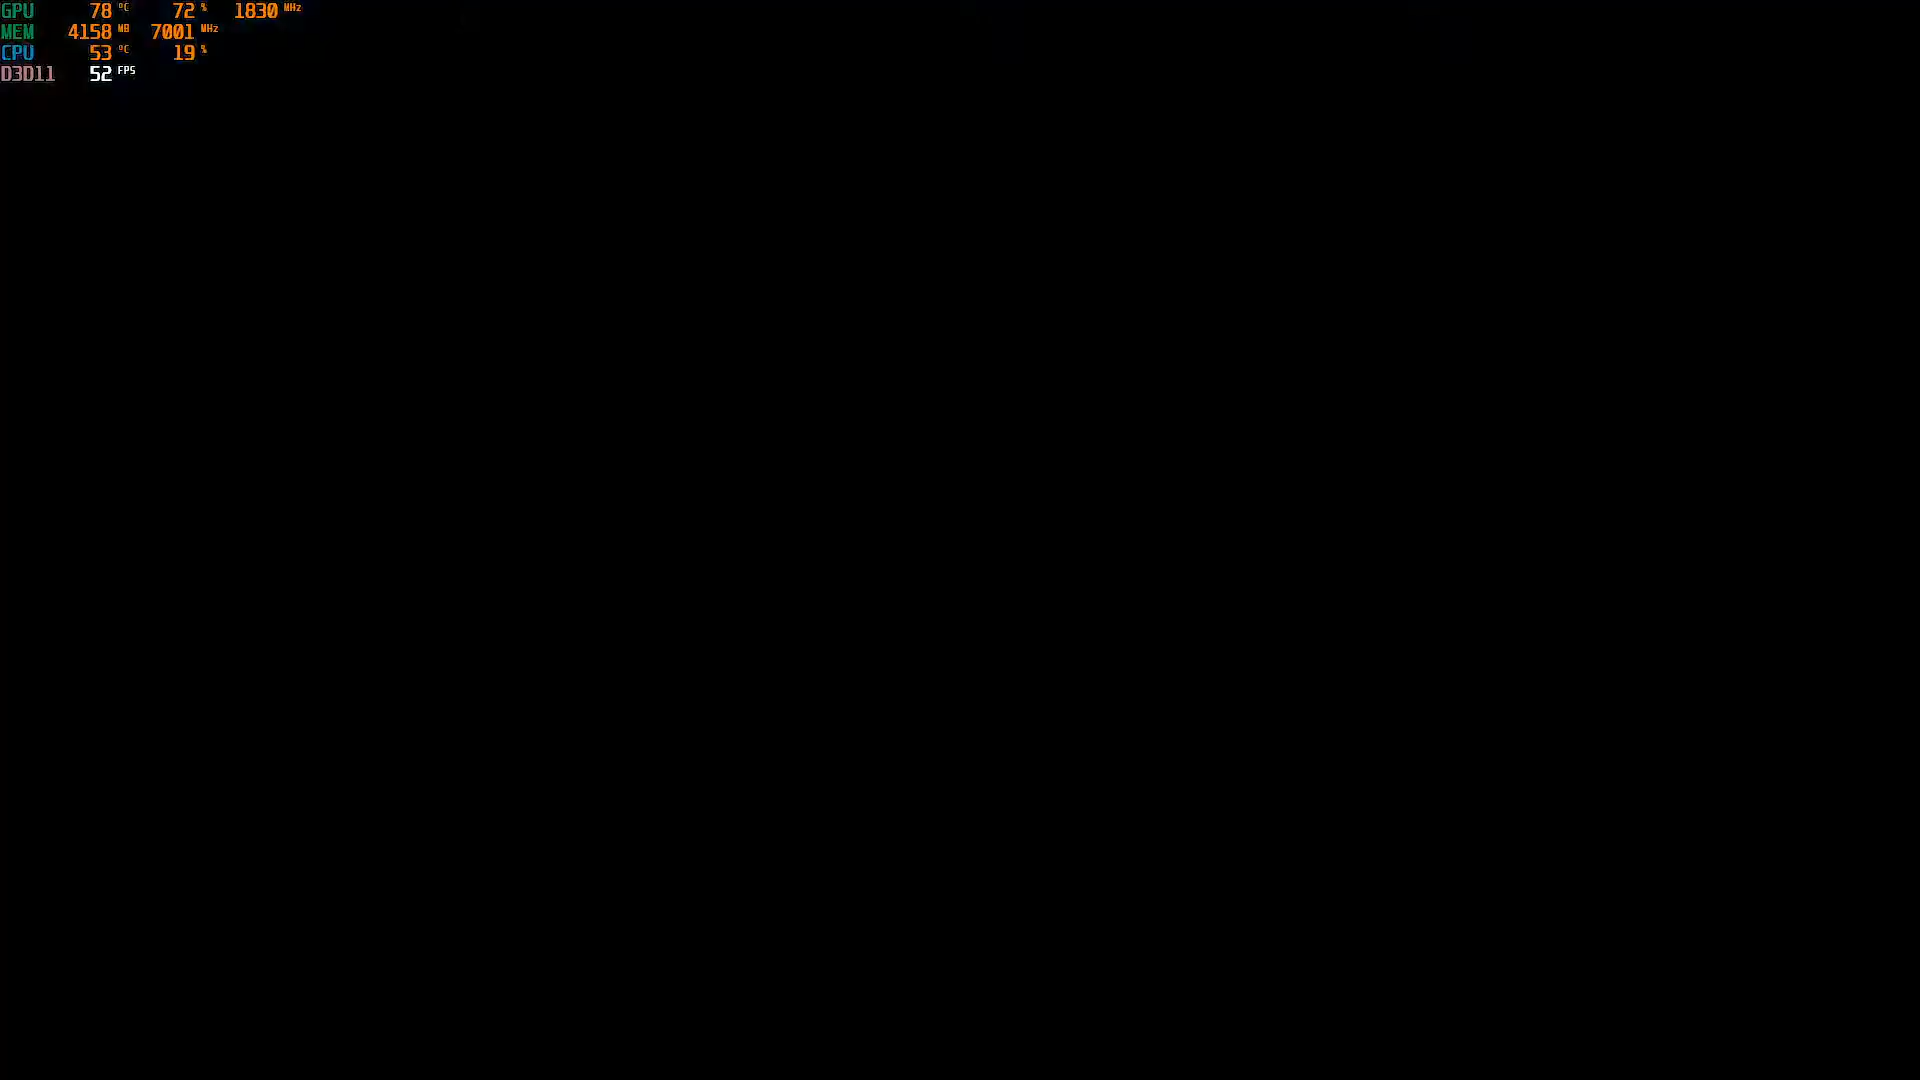 GPU 78 °C 72 % 1830 MHz
MEM 4158 MB 7001 MHz
CPU 53 °C 19 %
D3D11 52 FPS